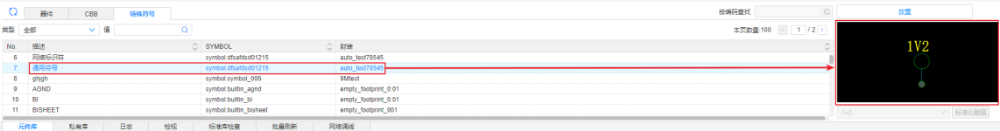 器件 CBB 特殊符号 按编码查找 放置
类型 全部 值 本页数量:100 1 / 2
No. 描述 SYMBOL 封装
6 网络标识符 symbol:dfsafdsd01215 auto_test78545
7 通用符号 symbol:dfsafdsd01215 auto_test78545
8 ghjgh symbol:symbol_006 9Mtest
9 AGND symbol:builtin_agnd empty_footprint_0:01
10 BI symbol:builtin_bi empty_footprint_0:01
11 BISHEET symbol:builtin_bisheet empty_footprint_001
1V2
1v2 标准化赋值
元件库 私有库 日志 检视 标准库检查 批量刷新 网络调线